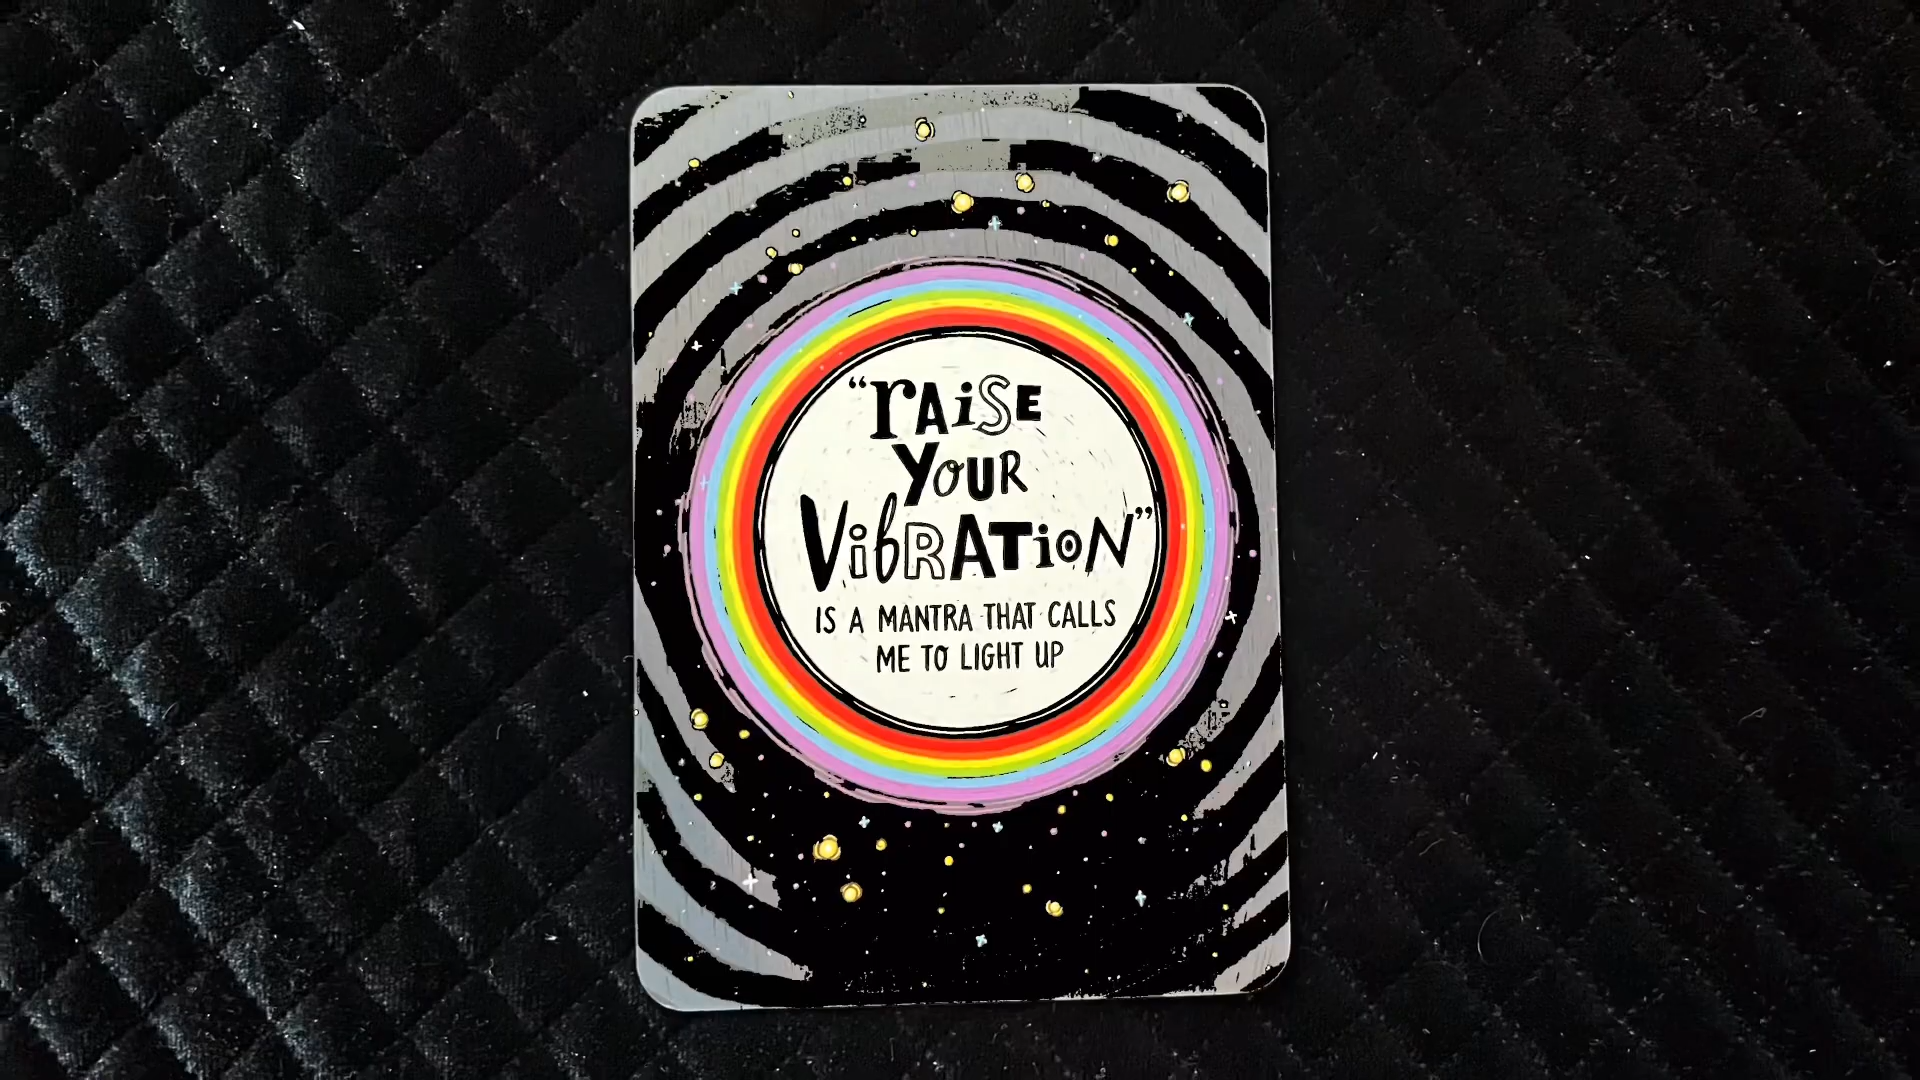 “raiSE
YOUR
VibRATiON”
IS A MANTRA THAT CALLS
ME TO LIGHT UP